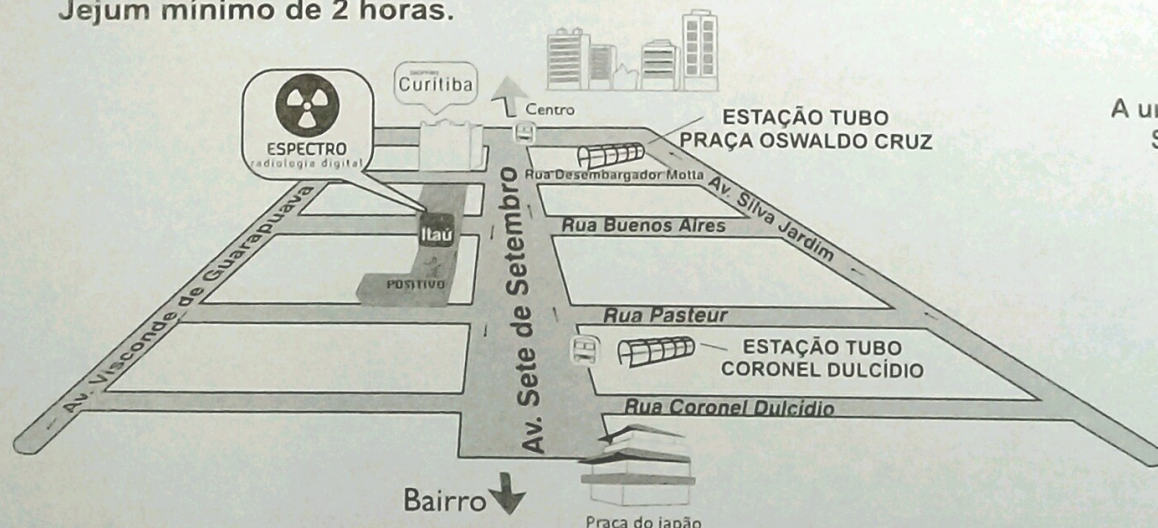 Jejum mínimo de 2 horas.
SHOPPING
Curitiba
Centro
ESPECTRO
radiologia digital
ESTAÇÃO TUBO
PRAÇA OSWALDO CRUZ
A u
S
Rua Desembargador Motta
Av. Silva Jardim
Rua Buenos Aires
Itaú
Av. Visconde de Guarapuava
POSITIVO
Av. Sete de Setembro
Rua Pasteur
ESTAÇÃO TUBO
CORONEL DULCÍDIO
Rua Coronel Dulcídio
Bairro
Praça do japão